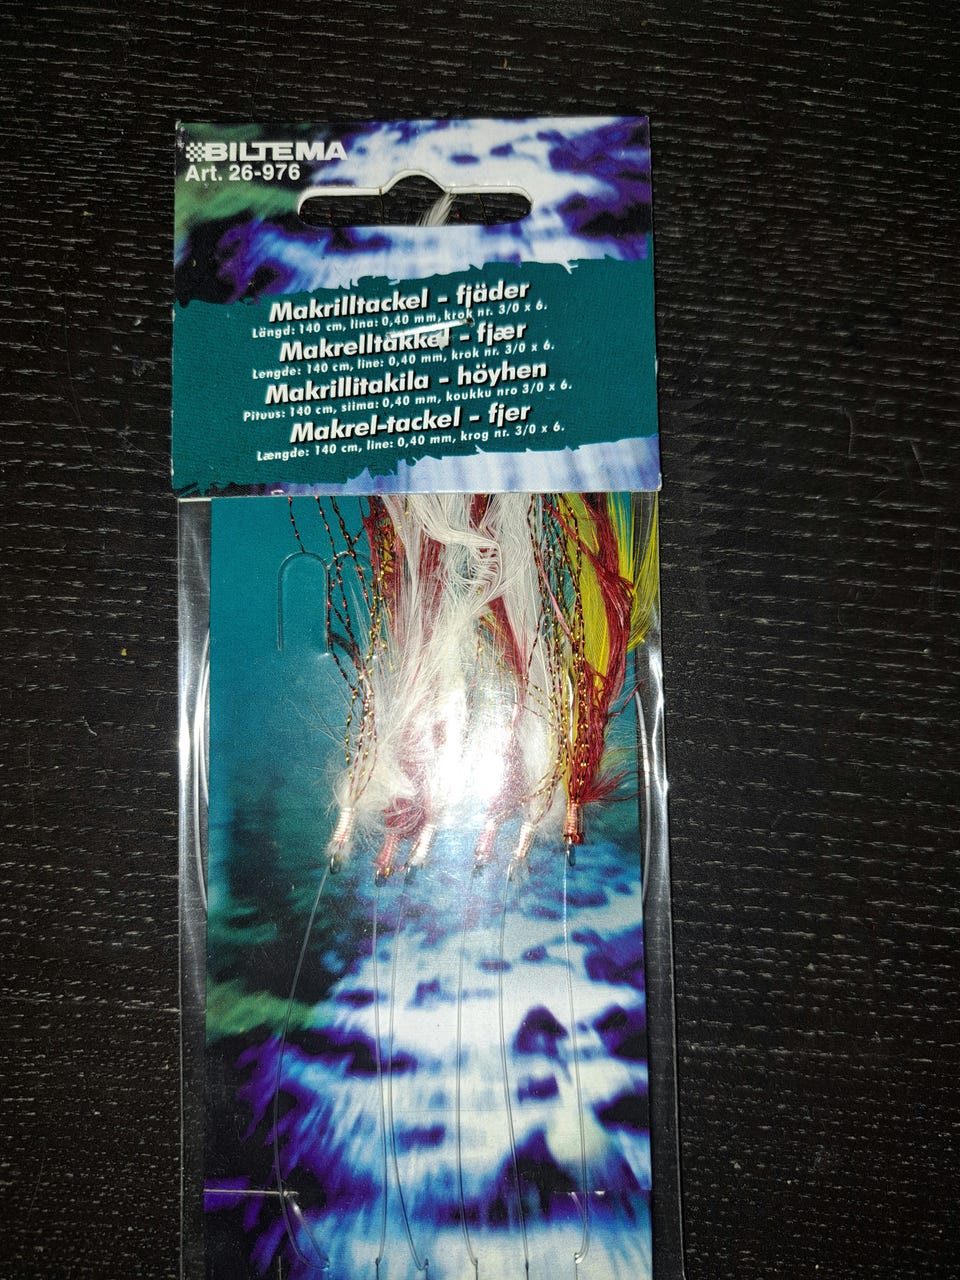 BILTEMA
Art. 26-976
Makrilltackel - fjäder
Längd: 140 cm, lina: 0,40 mm, krok nr. 3/0 x 6.
Makrelltakkel - fjær
Lengde: 140 cm, line: 0,40 mm, krok nr. 3/0 x 6.
Makrillitakila - höyhen
Pituus: 140 cm, siima: 0,40 mm, koukku nro 3/0 x 6.
Makrel-tackel - fjer
Længde: 140 cm, line: 0,40 mm, krog nr. 3/0 x 6.